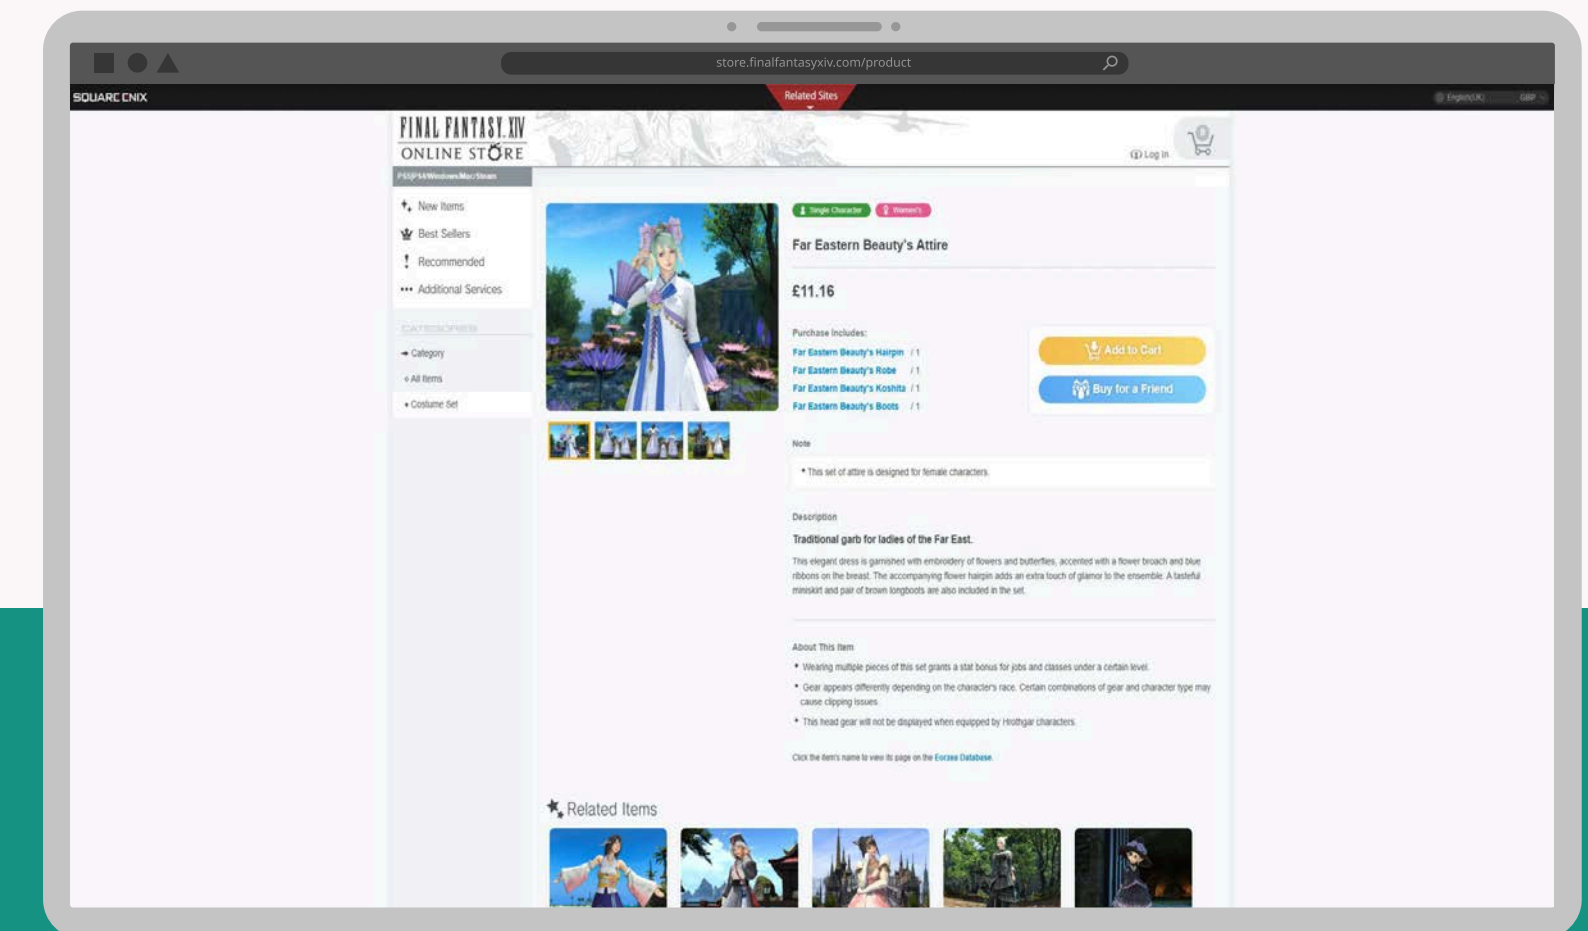 store.finalfantasyxiv.com/product
SQUARE ENIX
Related Sites
English(UK)
GBP
FINAL FANTASY XIV
ONLINE STORE
Log In
0
PS5|PS4/Windows/Mac/Steam
New Items
Best Sellers
Recommended
Additional Services
CATEGORIES
Category
All Items
Costume Set
Single Character
Women's
Far Eastern Beauty's Attire
£11.16
Purchase Includes:
Far Eastern Beauty's Hairpin / 1
Far Eastern Beauty's Robe / 1
Far Eastern Beauty's Koshita / 1
Far Eastern Beauty's Boots / 1
Add to Cart
Buy for a Friend
Note
* This set of attire is designed for female characters.
Description
Traditional garb for ladies of the Far East.
This elegant dress is garnished with embroidery of flowers and butterflies, accented with a flower broach and blue
ribbons on the breast. The accompanying flower hairpin adds an extra touch of glamor to the ensemble. A tasteful
miniskirt and pair of brown longboots are also included in the set.
About This Item
* Wearing multiple pieces of this set grants a stat bonus for jobs and classes under a certain level.
* Gear appears differently depending on the character's race. Certain combinations of gear and character type may
cause clipping issues.
* This head gear will not be displayed when equipped by Hrothgar characters.
Click the item's name to view its page on the Eorzea Database.
Related Items